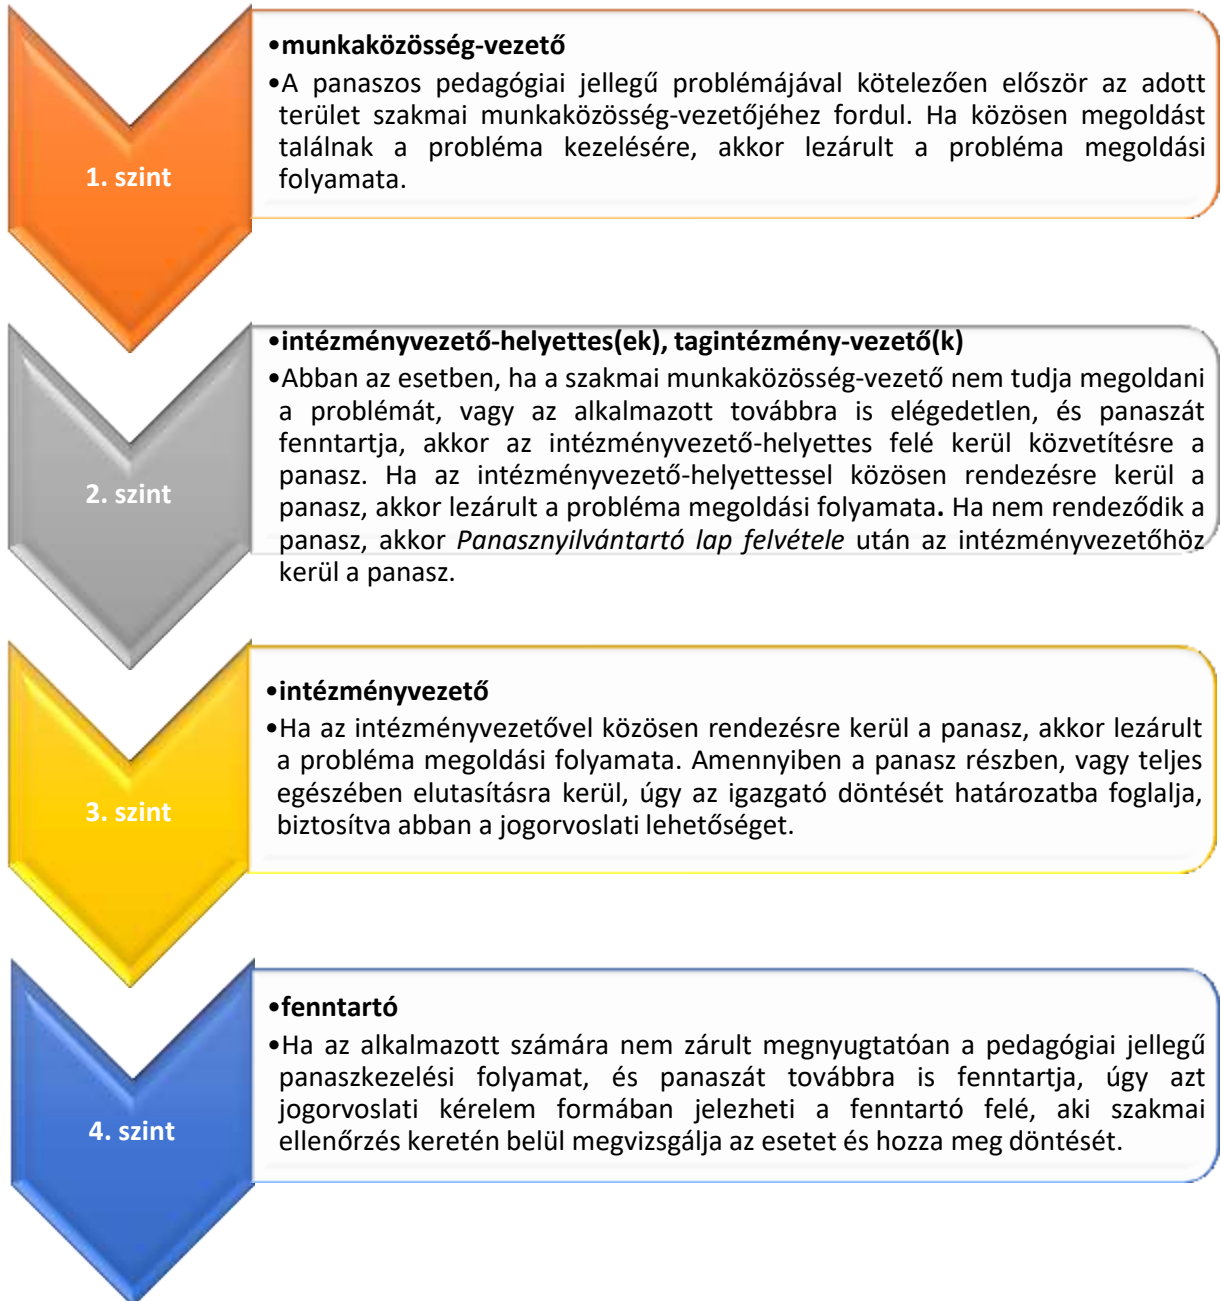 1. szint
•munkaközösség-vezető
•A panaszos pedagógiai jellegű problémájával kötelezően először az adott
terület szakmai munkaközösség-vezetőjéhez fordul. Ha közösen megoldást
találnak a probléma kezelésére, akkor lezárult a probléma megoldási
folyamata.
2. szint
•intézményvezető-helyettes(ek), tagintézmény-vezető(k)
•Abban az esetben, ha a szakmai munkaközösség-vezető nem tudja megoldani
a problémát, vagy az alkalmazott továbbra is elégedetlen, és panaszát
fenntartja, akkor az intézményvezető-helyettes felé kerül közvetítésre a
panasz. Ha az intézményvezető-helyettessel közösen rendezésre kerül a
panasz, akkor lezárult a probléma megoldási folyamata. Ha nem rendeződik a
panasz, akkor Panasznyilvántartó lap felvétele után az intézményvezetőhöz
kerül a panasz.
3. szint
•intézményvezető
•Ha az intézményvezetővel közösen rendezésre kerül a panasz, akkor lezárult
a probléma megoldási folyamata. Amennyiben a panasz részben, vagy teljes
egészében elutasításra kerül, úgy az igazgató döntését határozatba foglalja,
biztosítva abban a jogorvoslati lehetőséget.
4. szint
•fenntartó
•Ha az alkalmazott számára nem zárult megnyugtatóan a pedagógiai jellegű
panaszkezelési folyamat, és panaszát továbbra is fenntartja, úgy azt
jogorvoslati kérelem formában jelezheti a fenntartó felé, aki szakmai
ellenőrzés keretén belül megvizsgálja az esetet és hozza meg döntését.